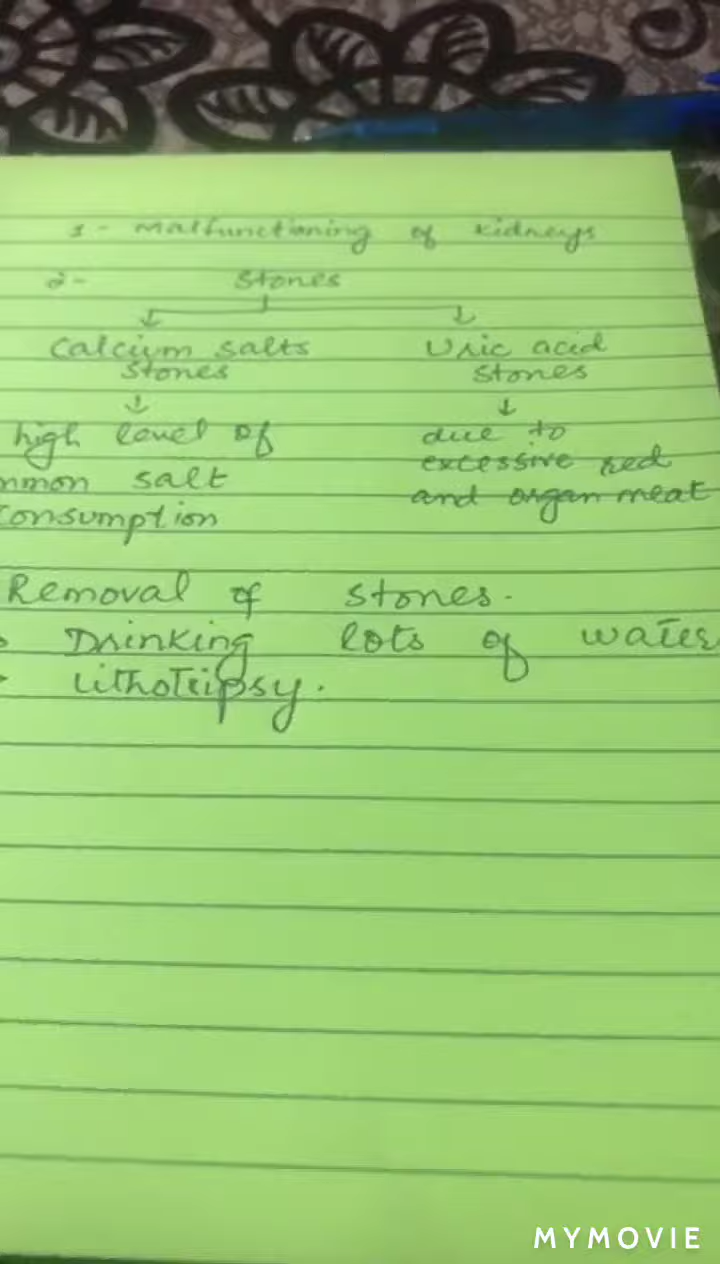 1- Malfunctioning of kidneys
2- Stones
Calcium salts Uric acid
Stones Stones
high level of due to
mmon salt excessive red
Consumption and organ meat
Removal of stones.
Drinking lots of water
Lithotripsy.
MYMOVIE